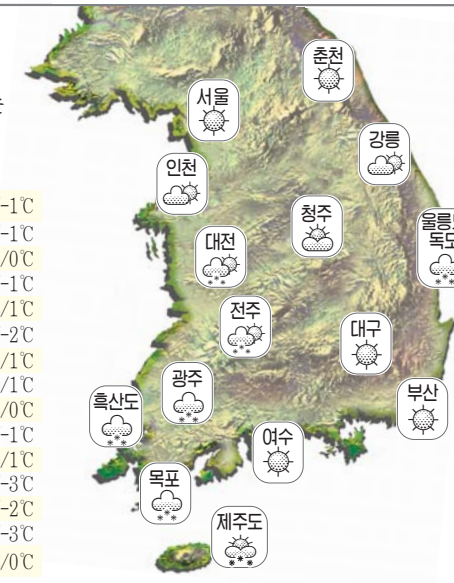 춘천
서울
강릉
인천
청주
울릉도
독도
대전
전주
대구
광주
부산
흑산도
여수
목포
제주도
-1℃
-1℃
/0℃
-1℃
/1℃
-2℃
/1℃
/1℃
/0℃
-1℃
/1℃
-3℃
-2℃
-3℃
/0℃